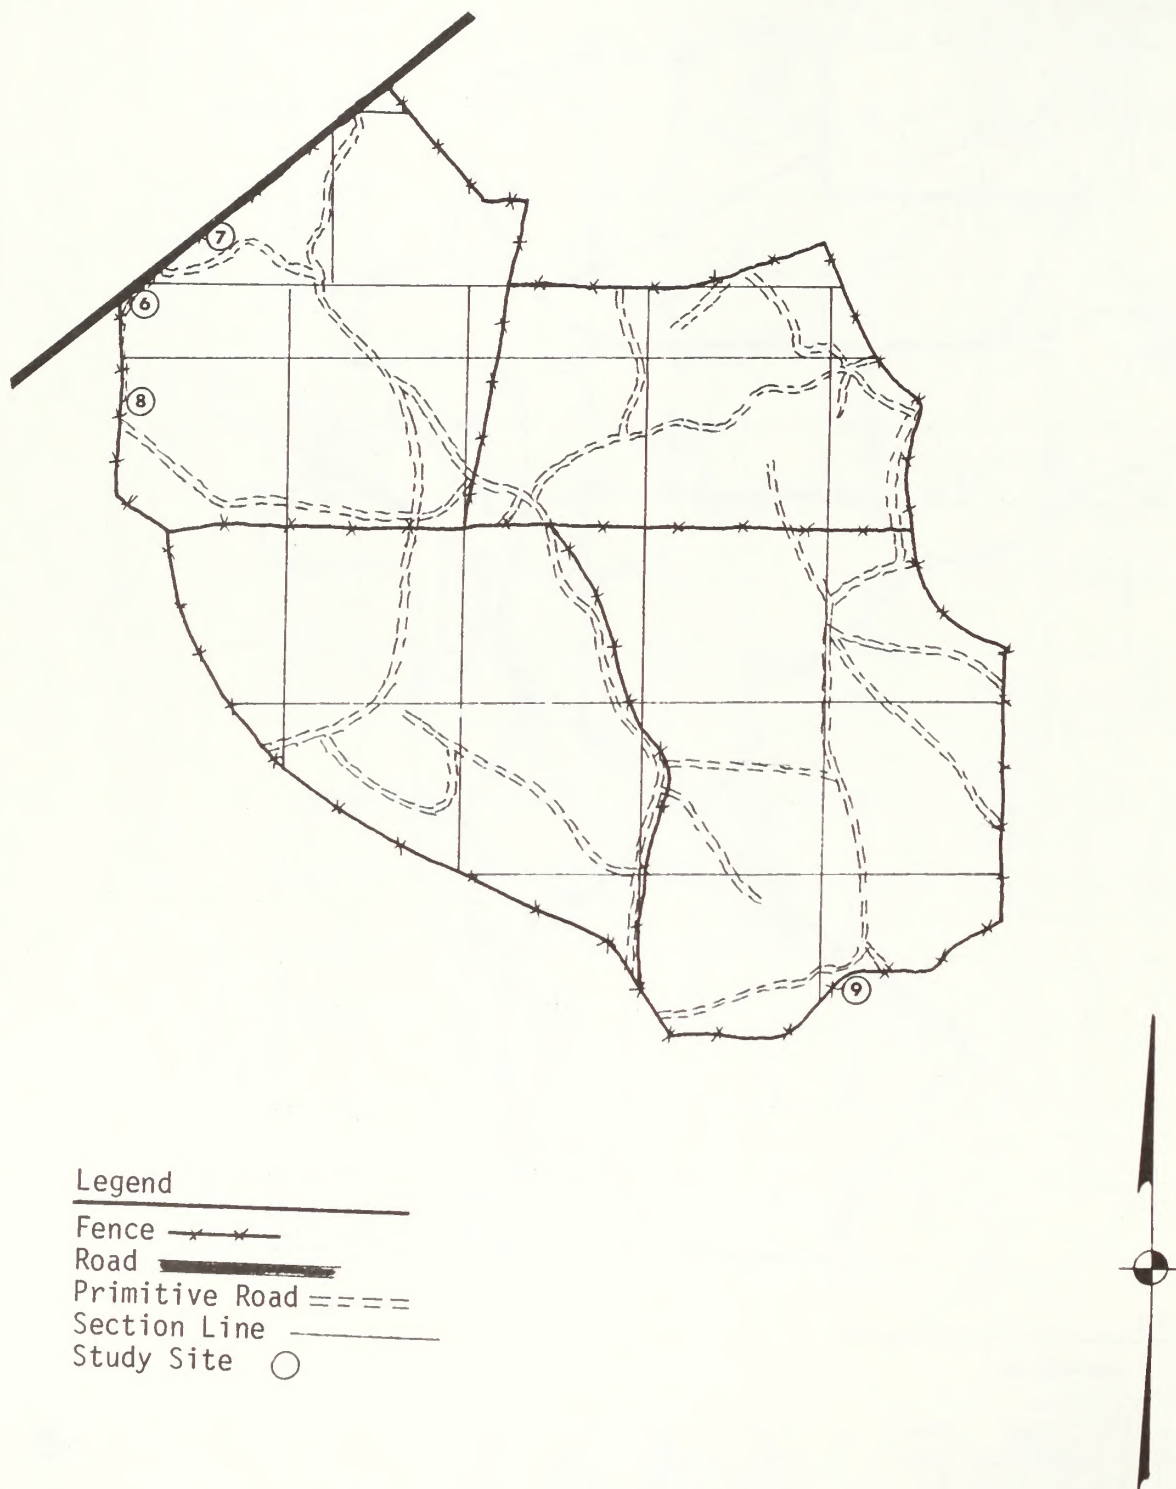 7
6
8
9
Legend
Fence
Road
Primitive Road
Section Line
Study Site